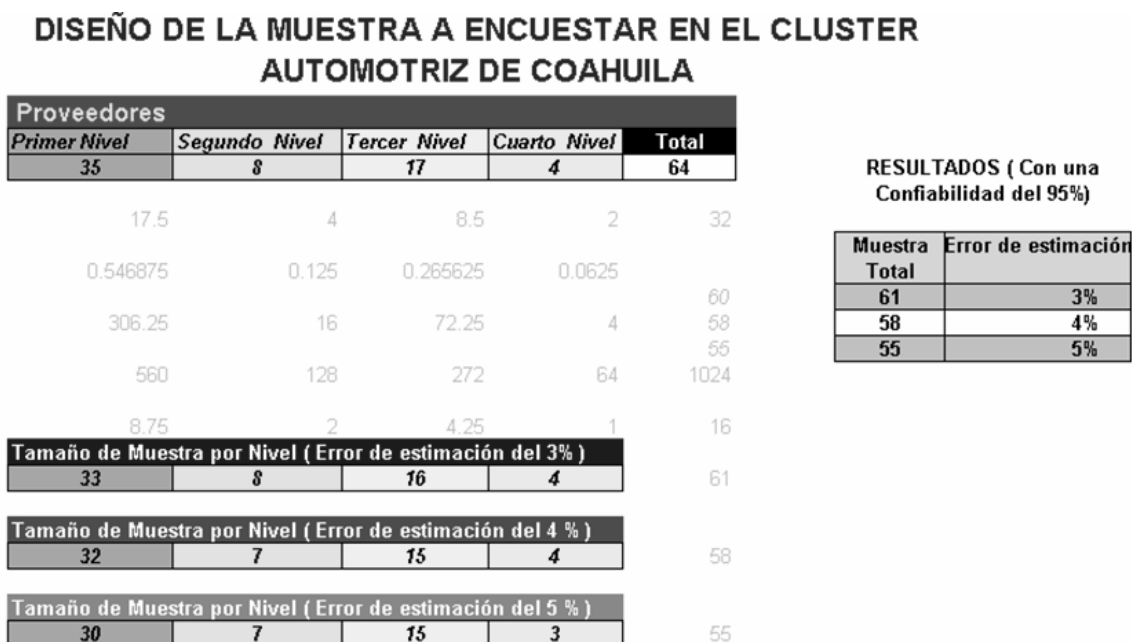 DISEÑO DE LA MUESTRA A ENCUESTAR EN EL CLUSTER
AUTOMOTRIZ DE COAHUILA
Proveedores
Primer Nivel Segundo Nivel Tercer Nivel Cuarto Nivel Total
35 8 17 4 64
17.5 4 8.5 2 32
0.546875 0.125 0.265625 0.0625
60
306.25 16 72.25 4 58
55
560 128 272 64 1024
8.75 2 4.25 1 16
Tamaño de Muestra por Nivel ( Error de estimación del 3% )
33 8 16 4 61
Tamaño de Muestra por Nivel ( Error de estimación del 4 % )
32 7 15 4 58
Tamaño de Muestra por Nivel ( Error de estimación del 5 % )
30 7 15 3 55
RESULTADOS ( Con una
Confiabilidad del 95%)
Muestra Error de estimación
Total
61 3%
58 4%
55 5%